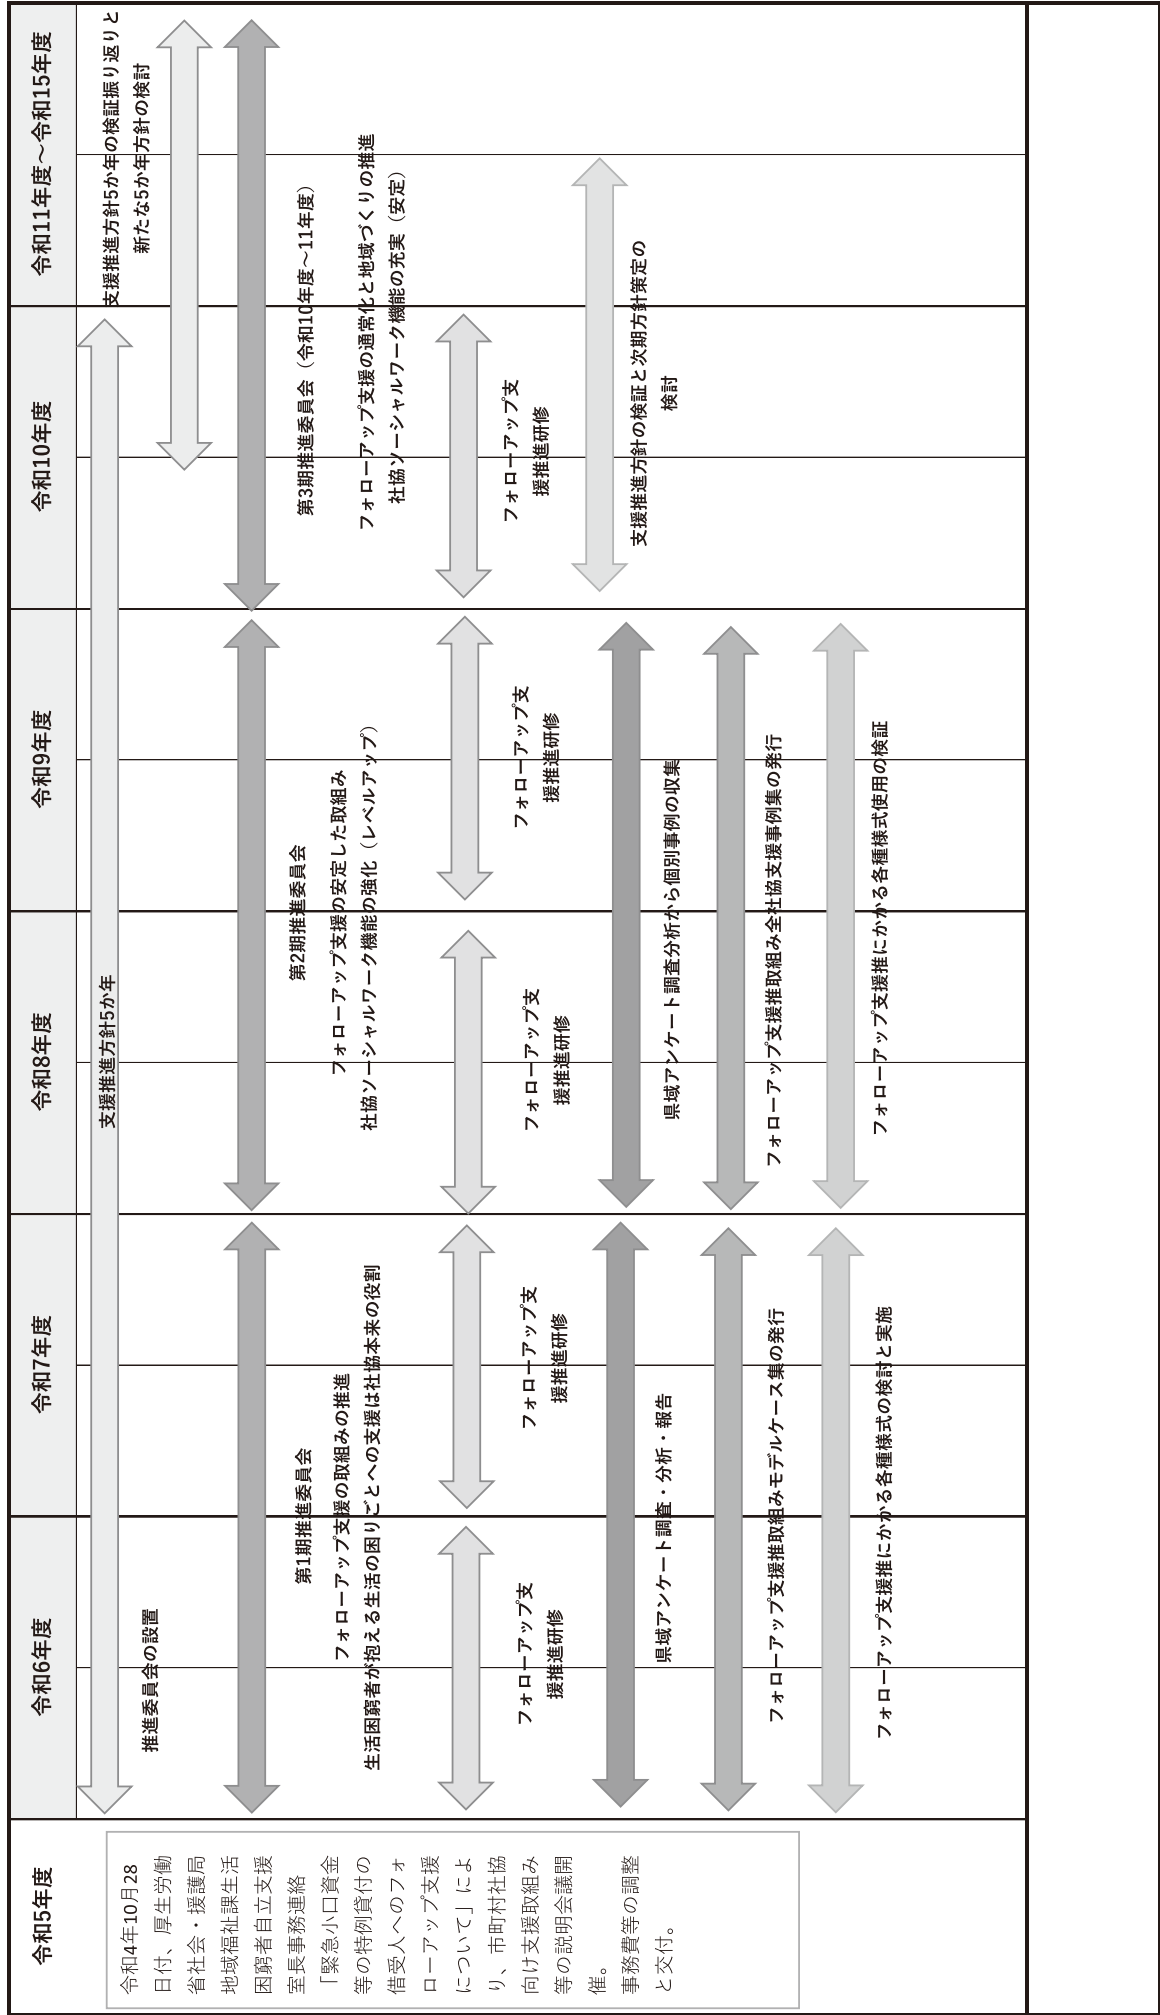 令和5年度
令和6年度
令和7年度
令和8年度
令和9年度
令和10年度
令和11年度～令和15年度
令和4年10月28
日付、厚生労働
省社会・援護局
地域福祉課生活
困窮者自立支援
室長事務連絡
「緊急小口資金
等の特例貸付の
借受人へのフォ
ローアップ支援
について」によ
り、市町村社協
向け支援取組み
等の説明会議開
催。
事務費等の調整
と交付。
支援推進方針5か年
支援推進方針5か年の検証振り返りと
新たな5か年方針の検討
推進委員会の設置
第1期推進委員会
フォローアップ支援の取組みの推進
生活困窮者が抱える生活の困りごとへの支援は社協本来の役割
第2期推進委員会
フォローアップ支援の安定した取組み
社協ソーシャルワーク機能の強化（レベルアップ）
第3期推進委員会（令和10年度～11年度）
フォローアップ支援の通常化と地域づくりの推進
社協ソーシャルワーク機能の充実（安定）
フォローアップ支
援推進研修
フォローアップ支
援推進研修
フォローアップ支
援推進研修
フォローアップ支
援推進研修
フォローアップ支
援推進研修
県域アンケート調査・分析・報告
県域アンケート調査分析から個別事例の収集
支援推進方針の検証と次期方針策定の
検討
フォローアップ支援推取組みモデルケース集の発行
フォローアップ支援推取組み全社協支援事例集の発行
フォローアップ支援推にかかる各種様式の検討と実施
フォローアップ支援推にかかる各種様式使用の検証